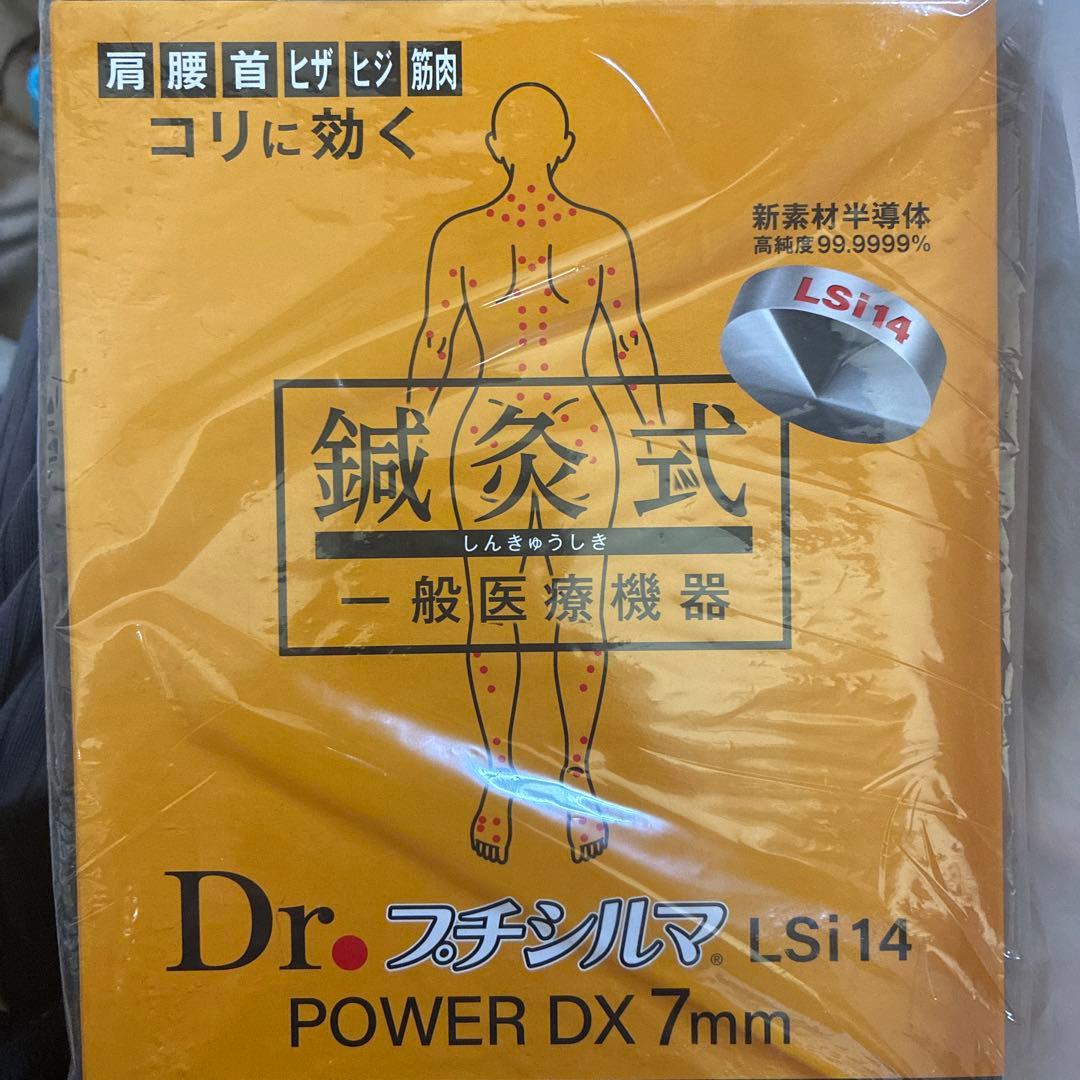 肩 腰 首 ヒザ ヒジ 筋肉
コリに効く
新素材半導体
高純度99.9999%
LSi14
鍼灸式
しんきゅうしき
一般医療機器
Dr.プチシルマ® LSi14
POWER DX 7mm